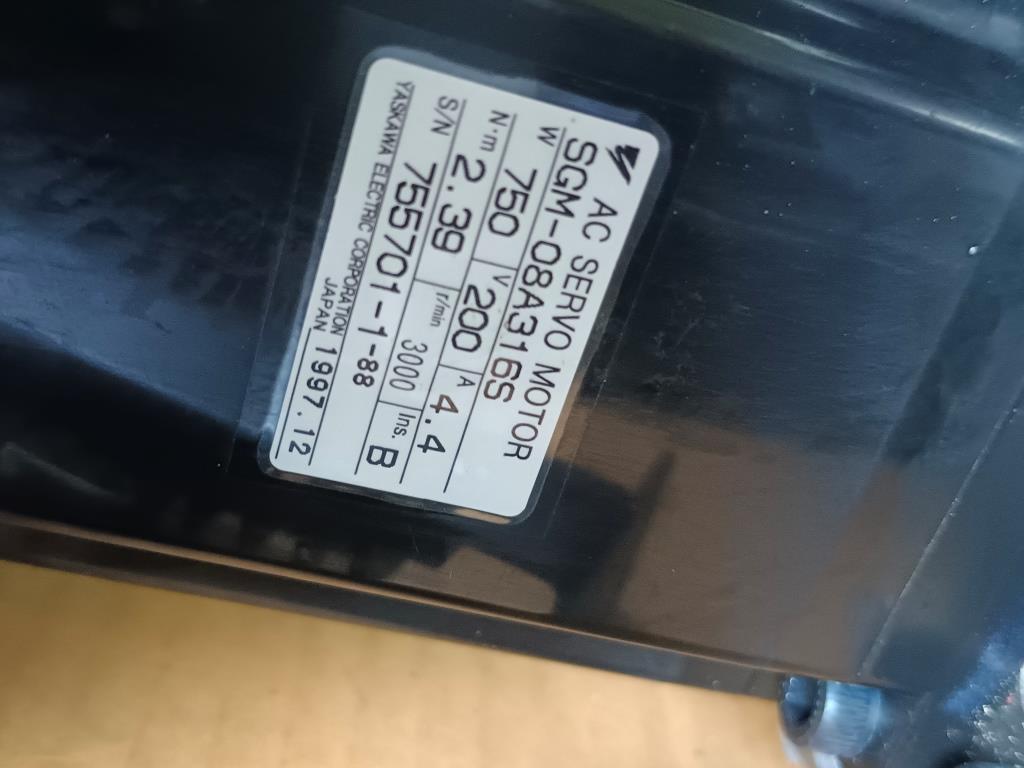 AC SERVO MOTOR
SGM-08A316S
W 750 V 200 A 4.4
N·m 2.39 r/min 3000 Ins. B
S/N 755701-1-88
YASKAWA ELECTRIC CORPORATION
JAPAN 1997.12